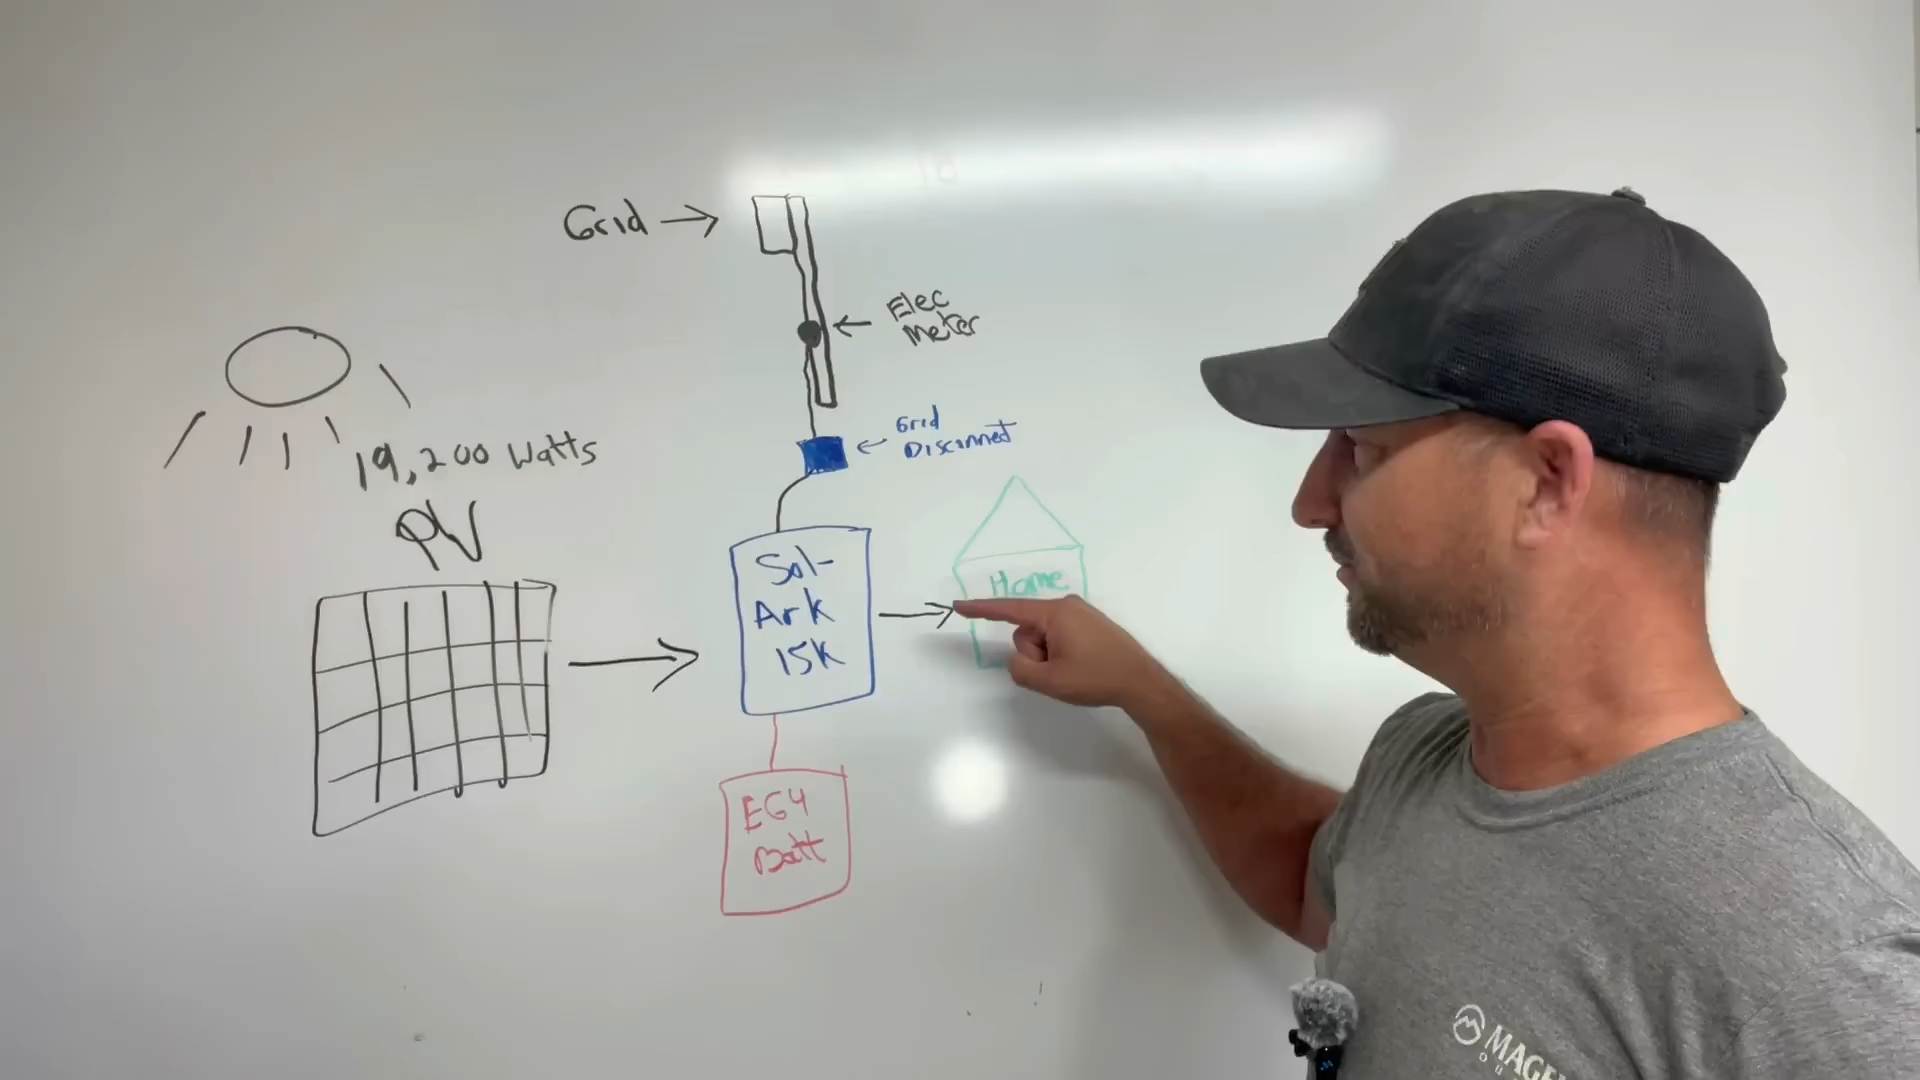 Grid
Elec
Meter
Grid
Disconnect
19,200 Watts
PV
Sol-
Ark
15K
Home
EG4
Batt